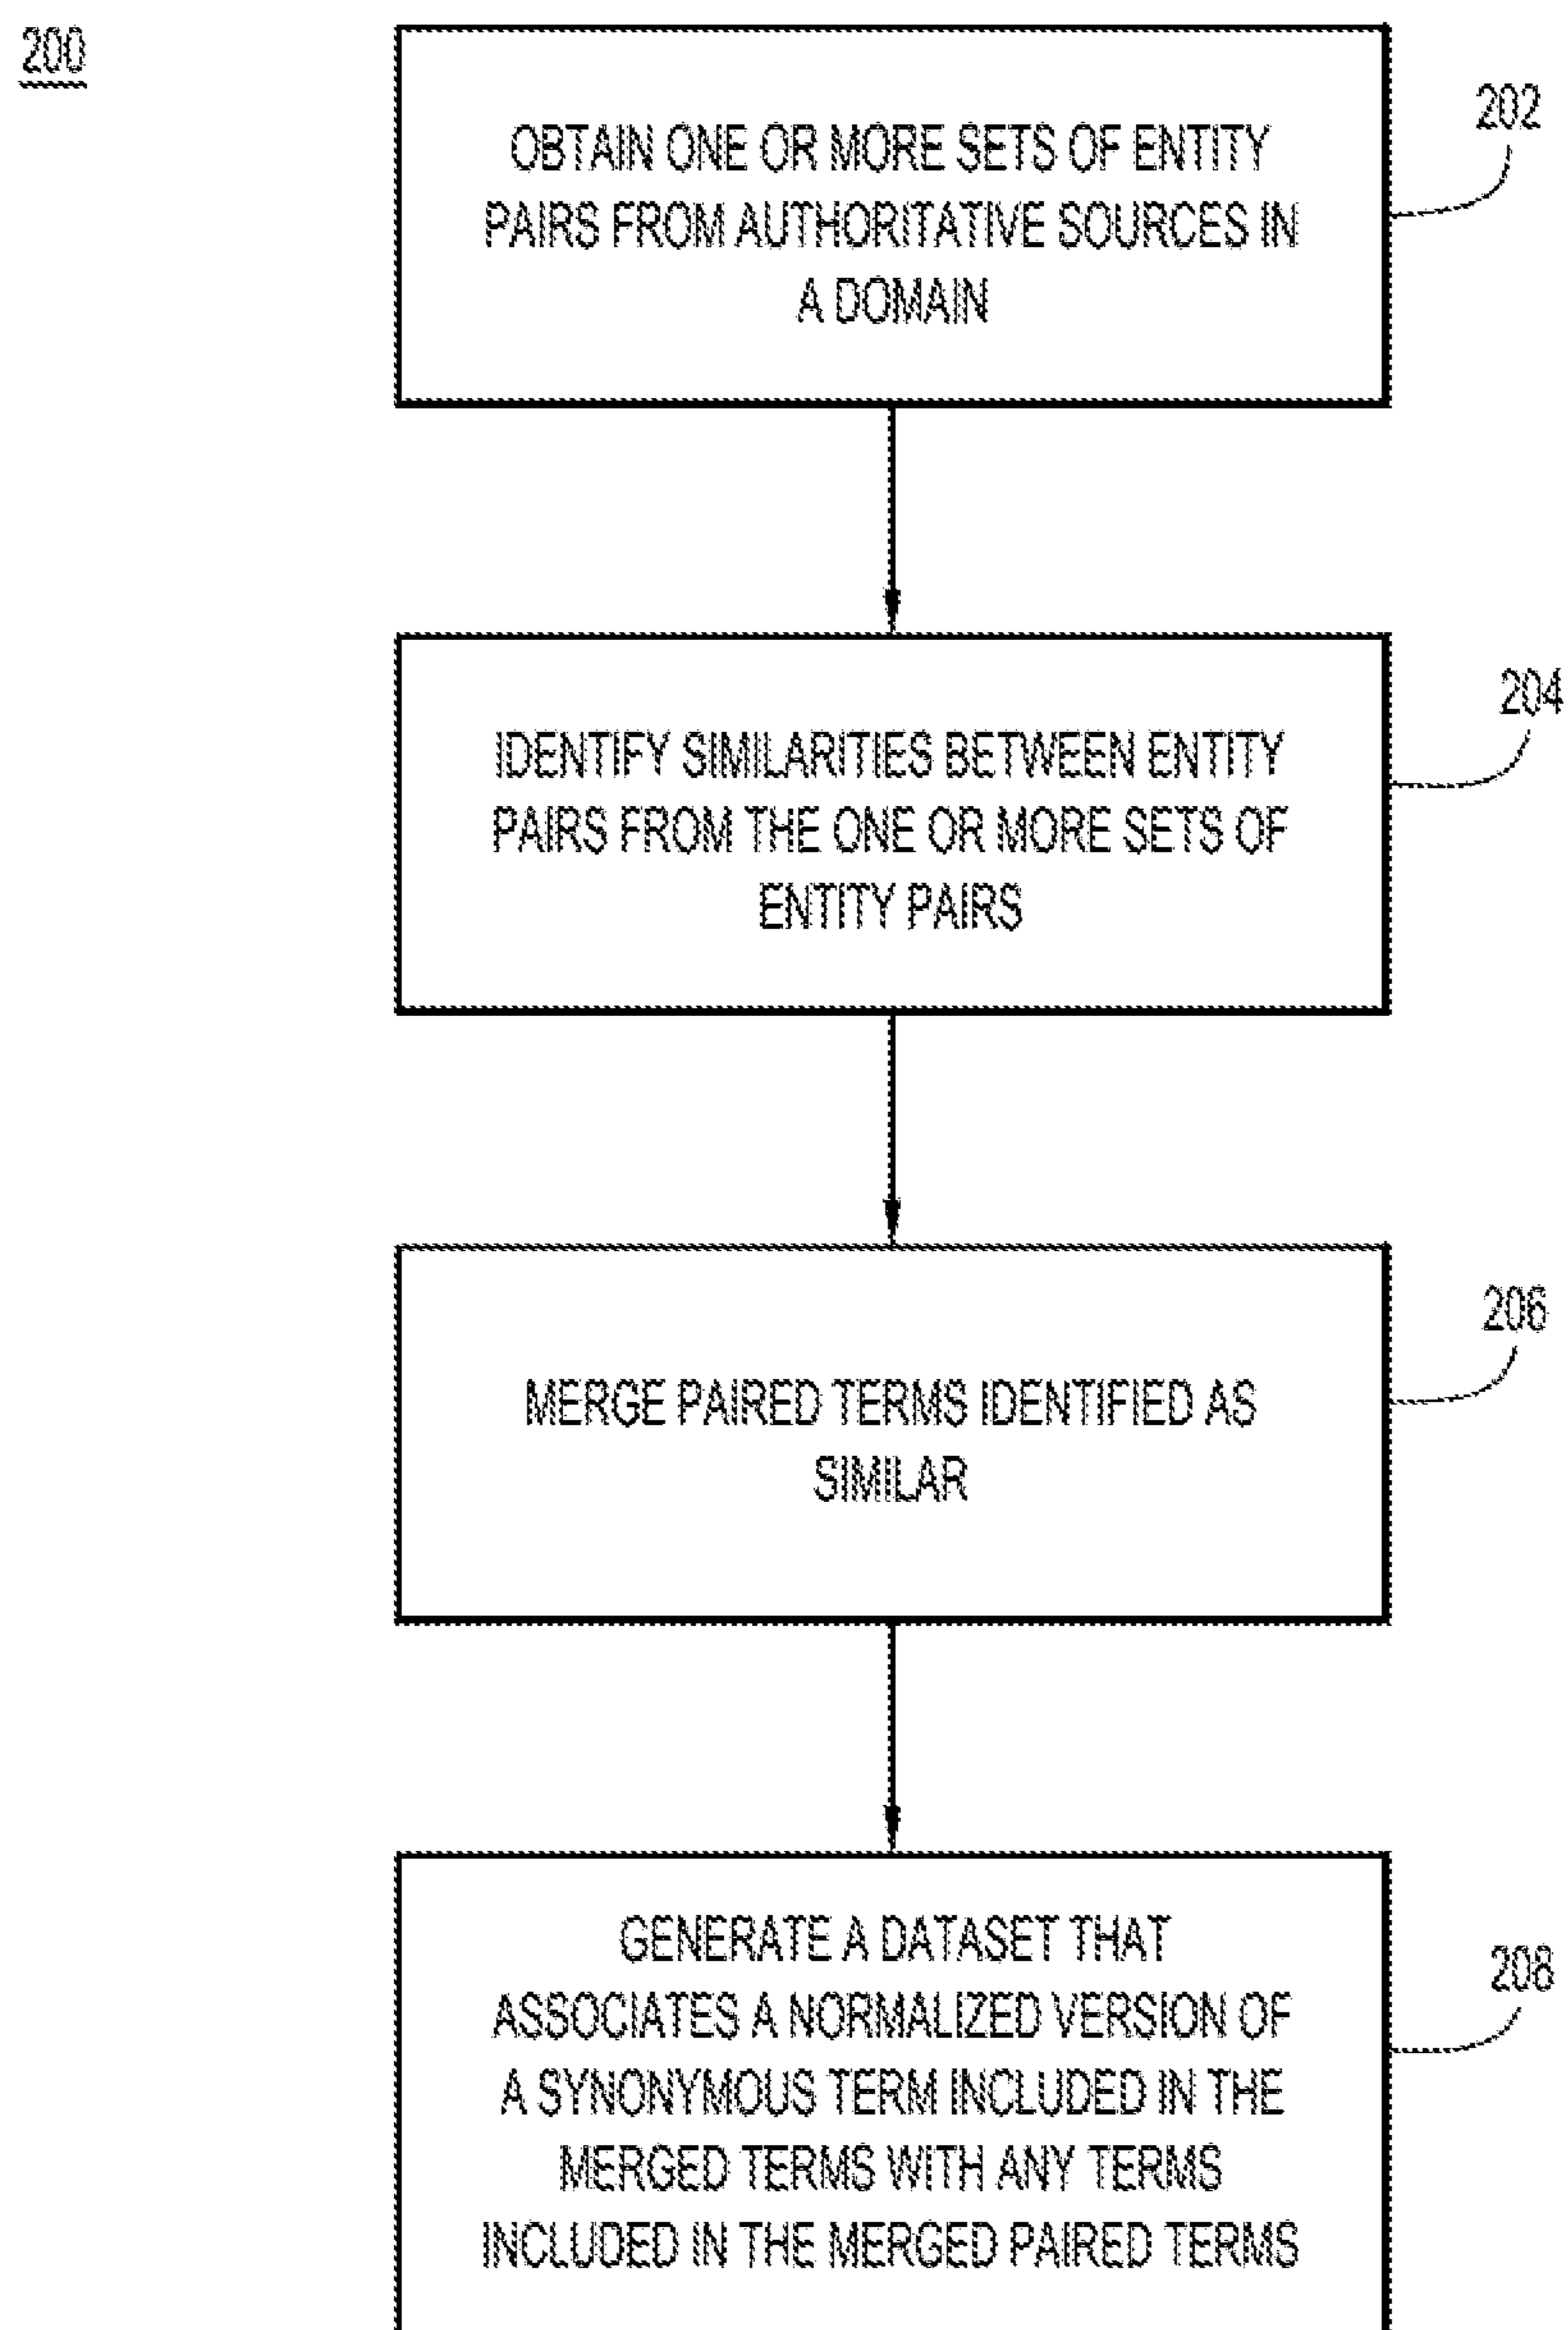 200
OBTAIN ONE OR MORE SETS OF ENTITY
PAIRS FROM AUTHORITATIVE SOURCES IN
A DOMAIN
202
IDENTIFY SIMILARITIES BETWEEN ENTITY
PAIRS FROM THE ONE OR MORE SETS OF
ENTITY PAIRS
204
MERGE PAIRED TERMS IDENTIFIED AS
SIMILAR
206
GENERATE A DATASET THAT
ASSOCIATES A NORMALIZED VERSION OF
A SYNONYMOUS TERM INCLUDED IN THE
MERGED TERMS WITH ANY TERMS
INCLUDED IN THE MERGED PAIRED TERMS
208